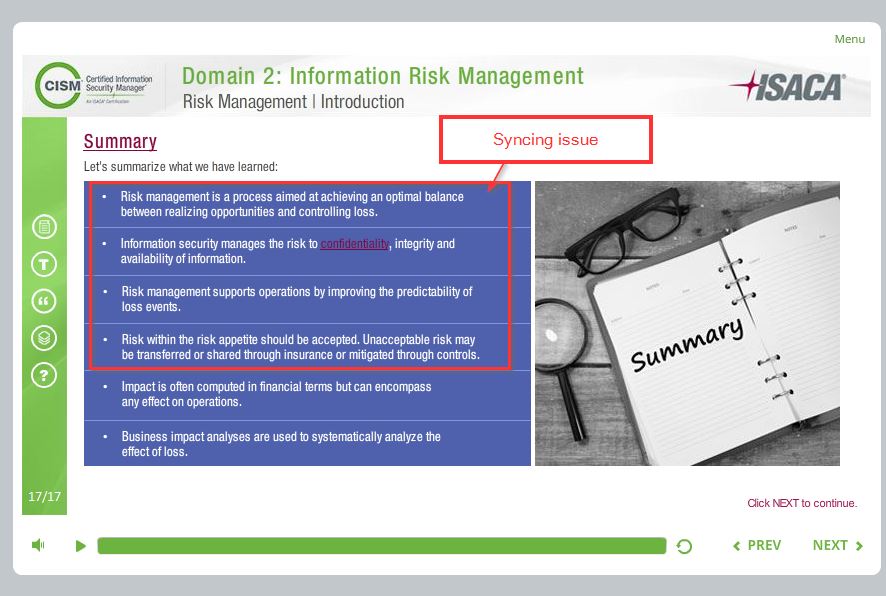 Menu
CISM
Certified Information
Security Manager
An ISACA Certification
Domain 2: Information Risk Management
Risk Management | Introduction
ISACA
Syncing issue
Summary
Let's summarize what we have learned:
• Risk management is a process aimed at achieving an optimal balance
between realizing opportunities and controlling loss.
• Information security manages the risk to confidentiality, integrity and
availability of information.
• Risk management supports operations by improving the predictability of
loss events.
• Risk within the risk appetite should be accepted. Unacceptable risk may
be transferred or shared through insurance or mitigated through controls.
• Impact is often computed in financial terms but can encompass
any effect on operations.
• Business impact analyses are used to systematically analyze the
effect of loss.
NOTES
NOTES
Summary
T
?
17/17
Click NEXT to continue.
PREV
NEXT